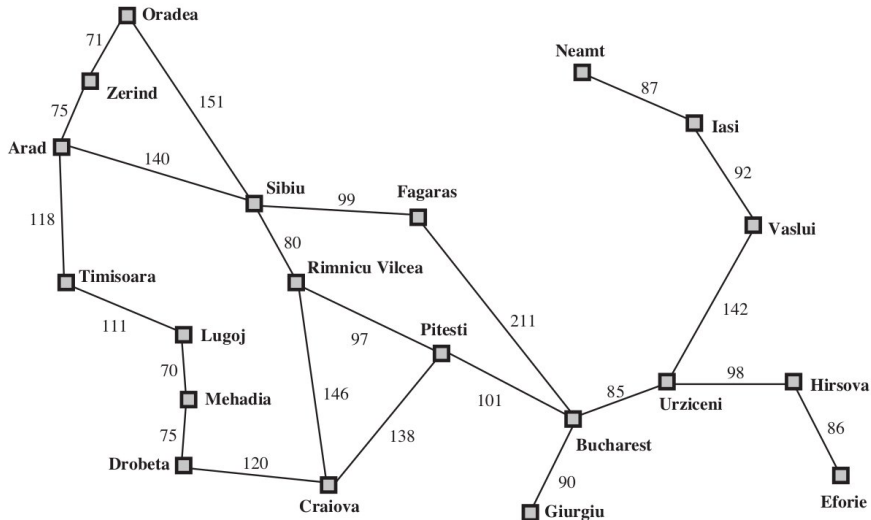 Oradea
71
Neamt
Zerind
87
151
75
Iasi
Arad
140
92
Sibiu
Fagaras
99
118
Vaslui
80
Timisoara
Rimnicu Vilcea
142
211
111
Lugoj
97
Pitesti
70
98
Hirsova
146
85
Mehadia
101
Urziceni
138
86
75
Bucharest
Drobeta
120
90
Craiova
Eforie
Giurgiu